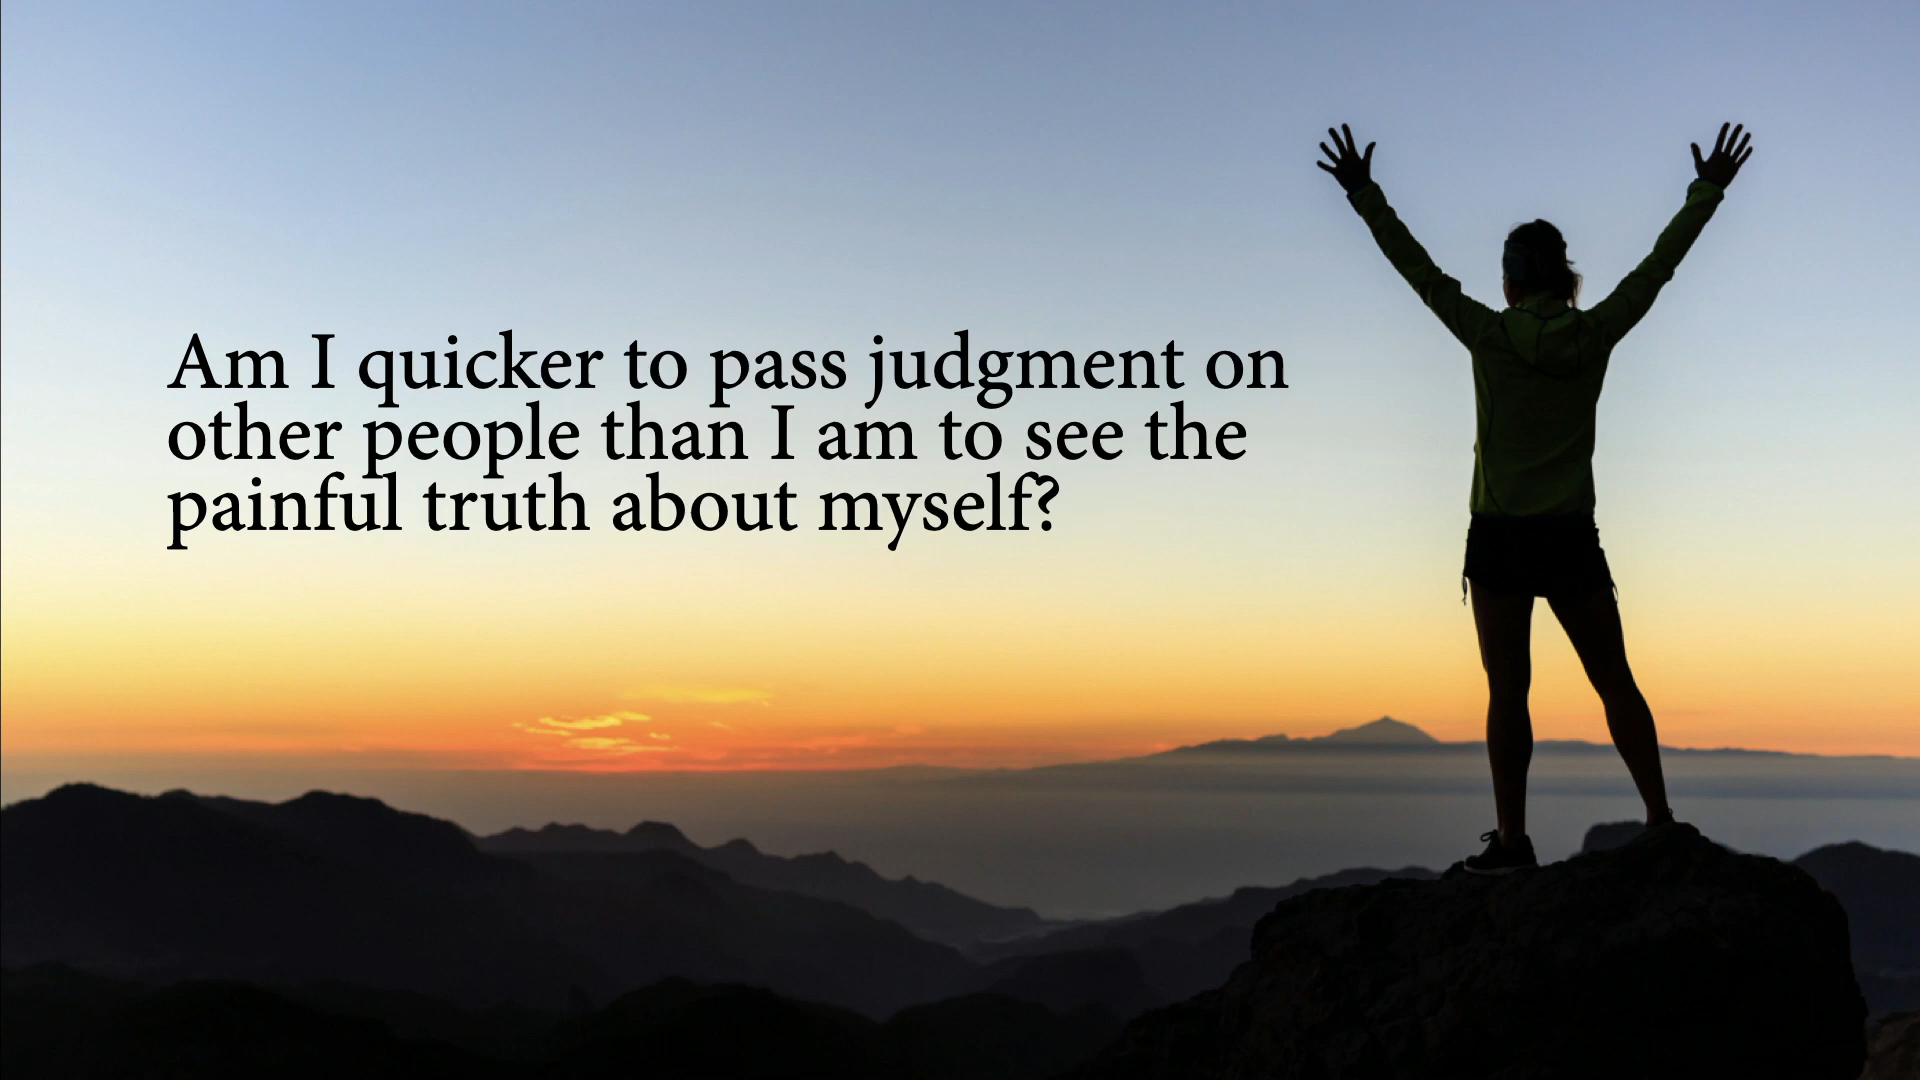 Am I quicker to pass judgment on
other people than I am to see the
painful truth about myself?